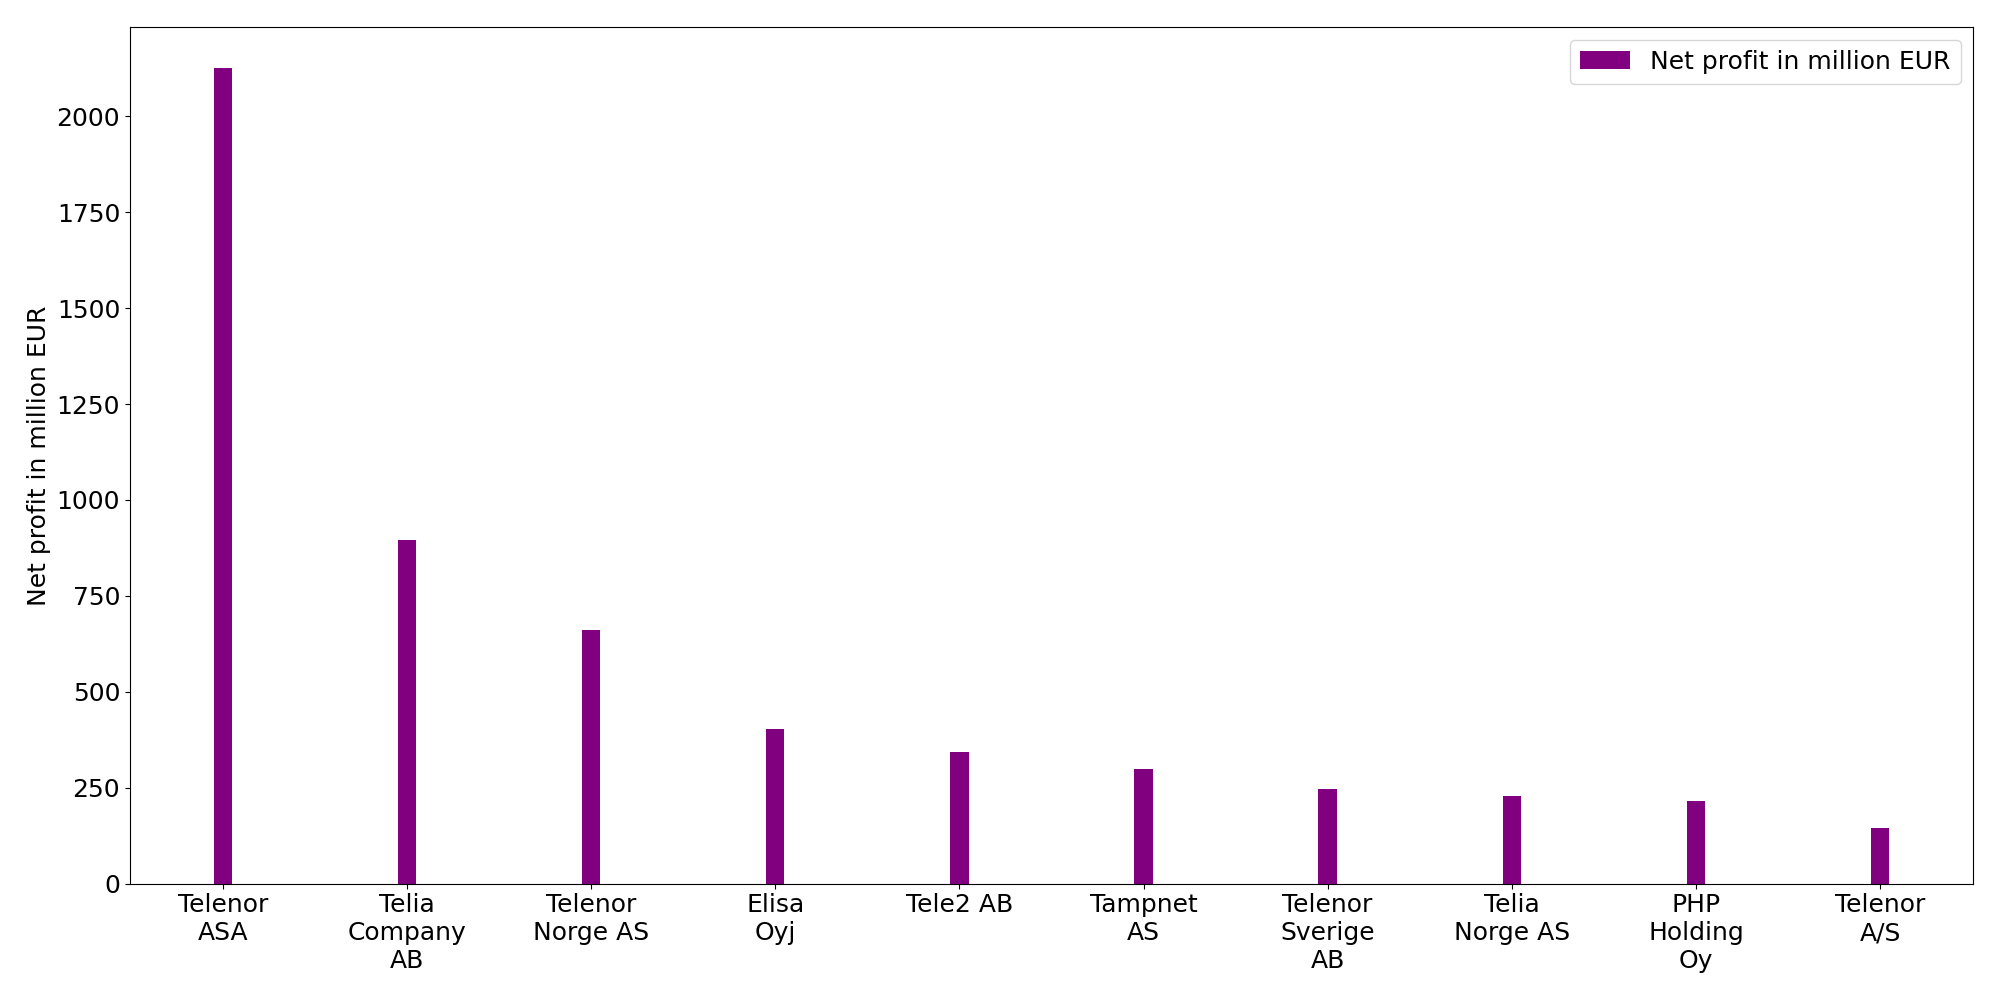 Net profit in million EUR
Net profit in million EUR
2000
1750
1500
1250
1000
750
500
250
0
Telenor
ASA
Telia
Company
AB
Telenor
Norge AS
Elisa
Oyj
Tele2 AB
Tampnet
AS
Telenor
Sverige
AB
Telia
Norge AS
PHP
Holding
Oy
Telenor
A/S